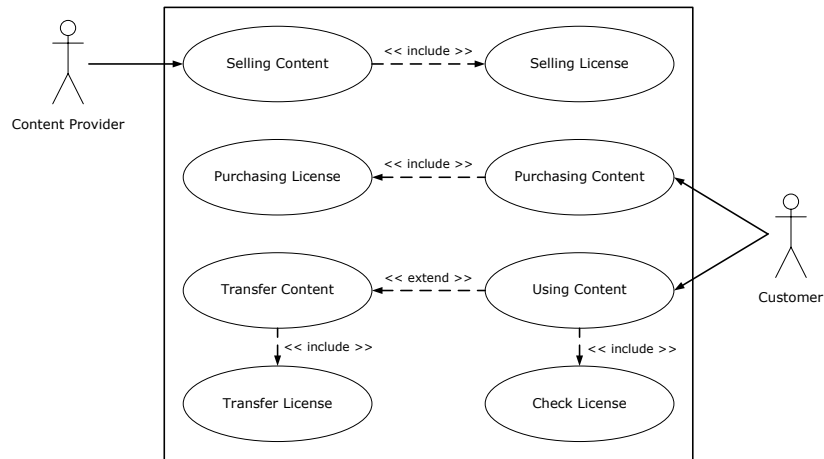 Selling Content
<< include >>
Selling License
Content Provider
Purchasing License
<< include >>
Purchasing Content
Transfer Content
<< extend >>
Using Content
Customer
<< include >>
<< include >>
Transfer License
Check License